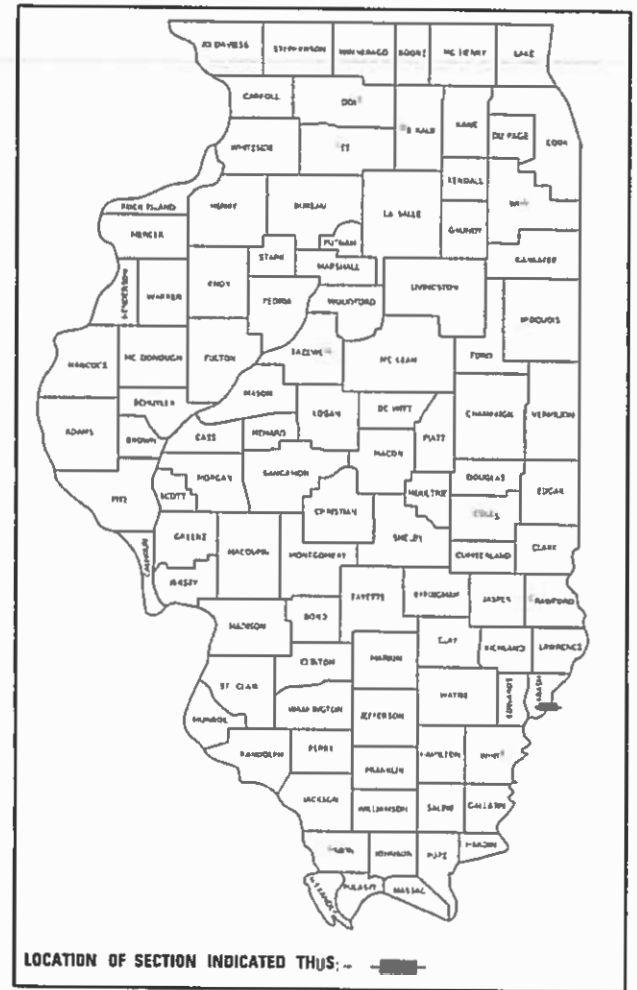 JO DAVIESS STEPHENSON WINNEBAGO BOONE MC HENRY LAKE
CARROLL
KANE
DU PAGE
COOK
WHITESIDE
KENDALL
ROCK ISLAND
HENRY
BUREAU
LA SALLE
GRUNDY
MERCER
PUTNAM
KANKAKEE
STARK
MARSHALL
HENDERSON
WARREN
KNOX
PEORIA
WOODFORD
LIVINGSTON
IROQUOIS
HANCOCK
MC DONOUGH
FULTON
MC LEAN
FORD
MASON
SCHUYLER
LOGAN
DE WITT
CHAMPAIGN
VERMILION
ADAMS
BROWN
CASS
MENARD
PIATT
MACON
MORGAN
SANGAMON
DOUGLAS
EDGAR
PIKE
SCOTT
CHRISTIAN
MOULTRIE
COLES
GREENE
MACOUPIN
MONTGOMERY
SHELBY
CUMBERLAND
CLARK
CALHOUN
JERSEY
FAYETTE
EFFINGHAM
JASPER
MADISON
BOND
CLAY
RICHLAND
LAWRENCE
CLINTON
MARION
ST CLAIR
WAYNE
EDWARDS
WASHINGTON
JEFFERSON
MONROE
RANDOLPH
PERRY
HAMILTON
FRANKLIN
JACKSON
WILLIAMSON
SALINE
GALLATIN
JOHNSON
POPE
HARDIN
PULASKI
MASSAC
LOCATION OF SECTION INDICATED THUS: -